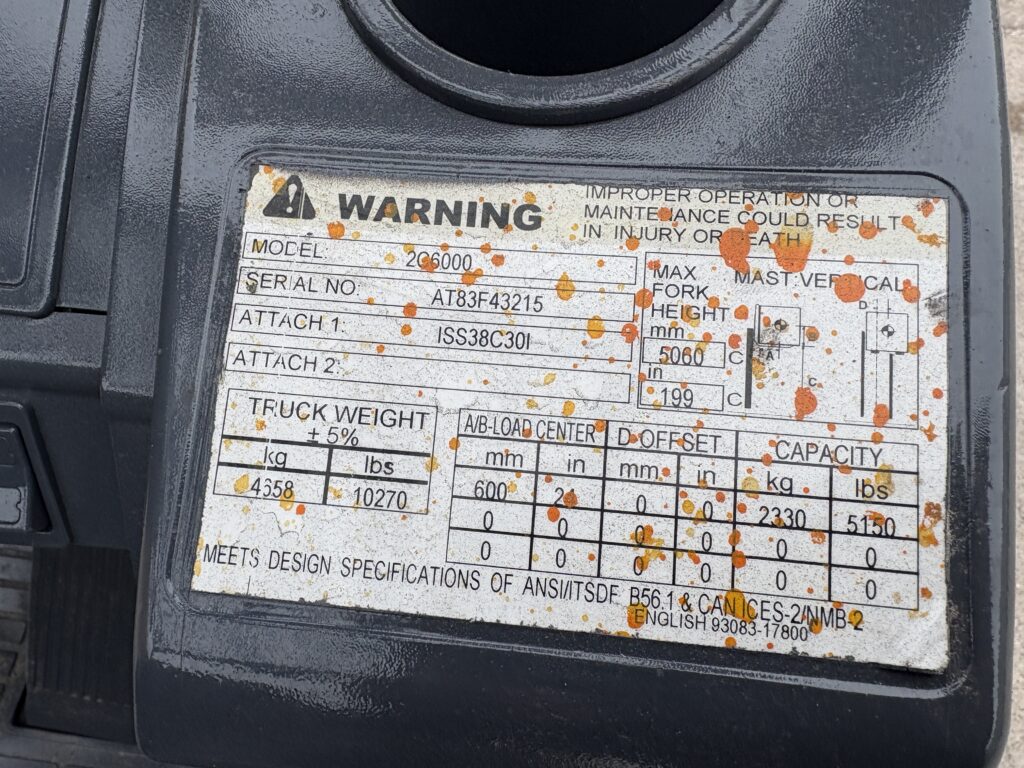 WARNING
IMPROPER OPERATION OR
MAINTENANCE COULD RESULT
IN INJURY OR DEATH
MODEL: 2C6000
SERIAL NO: AT83F43215
ATTACH 1: ISS38C30I
ATTACH 2:
MAX FORK HEIGHT
mm
5060 C
in
199 C
MAST:VERTICAL
D
A
C
TRUCK WEIGHT
± 5%
kg lbs
4658 10270
A/B-LOAD CENTER D-OFFSET CAPACITY
mm in mm in kg lbs
600 0 0 2330 5150
0 0 0 0 0 0
0 0 0 0 0 0
MEETS DESIGN SPECIFICATIONS OF ANSI/ITSDF B56.1 & CAN ICES-2/NMB-2
ENGLISH 93083-17800